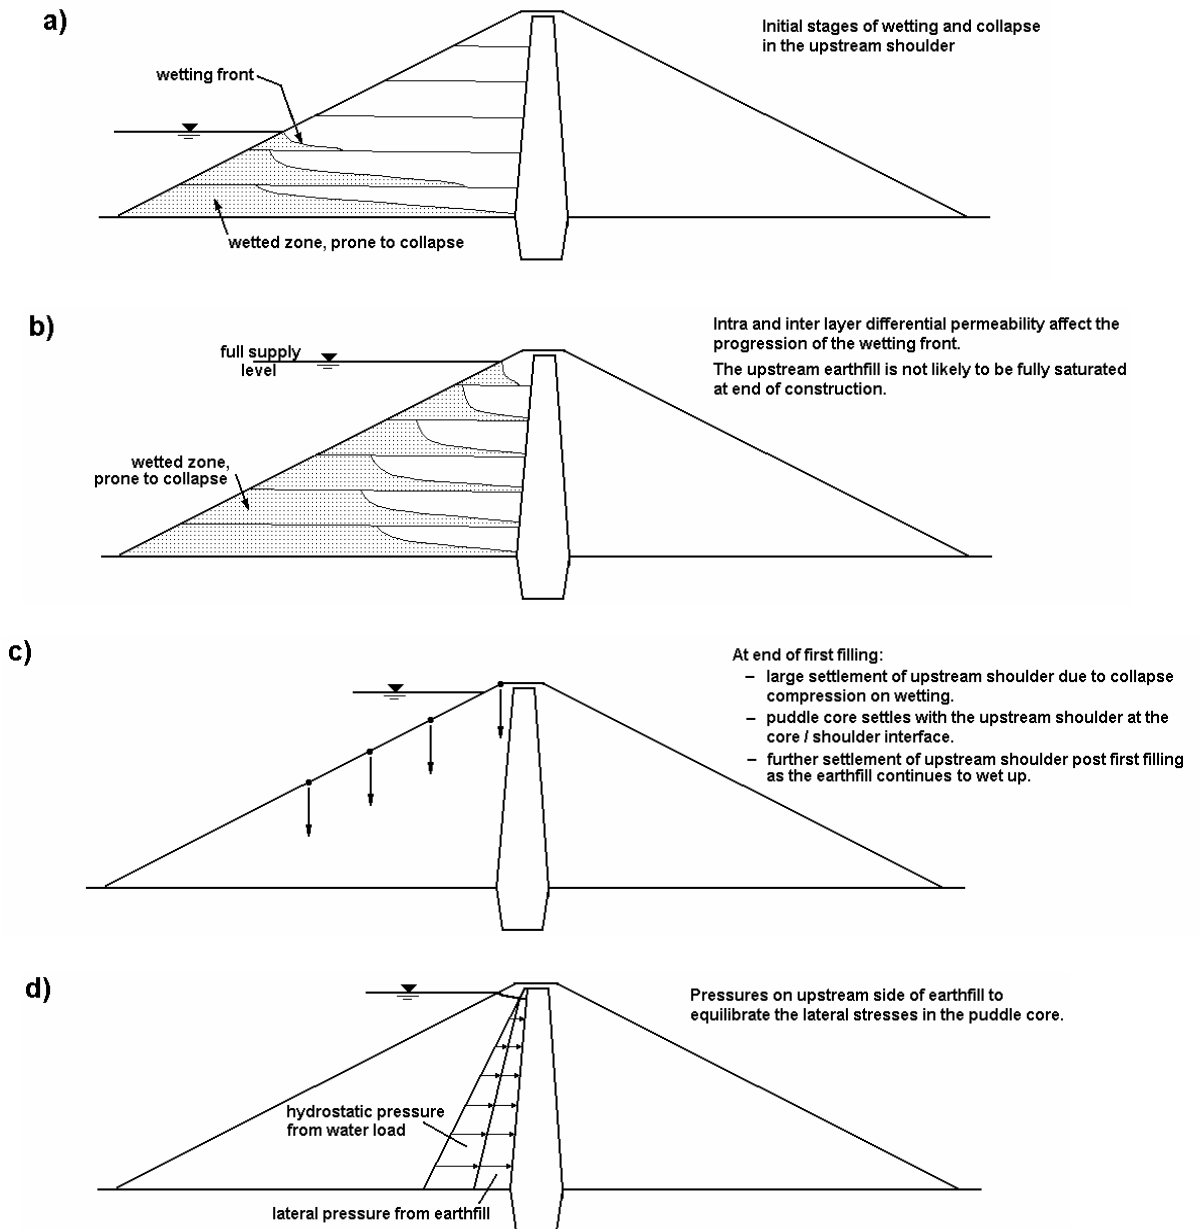 a)
Initial stages of wetting and collapse
in the upstream shoulder
wetting front
wetted zone, prone to collapse
b)
Intra and inter layer differential permeability affect the
progression of the wetting front.
The upstream earthfill is not likely to be fully saturated
at end of construction.
full supply
level
wetted zone,
prone to collapse
c)
At end of first filling:
– large settlement of upstream shoulder due to collapse
compression on wetting.
– puddle core settles with the upstream shoulder at the
core / shoulder interface.
– further settlement of upstream shoulder post first filling
as the earthfill continues to wet up.
d)
Pressures on upstream side of earthfill to
equilibrate the lateral stresses in the puddle core.
hydrostatic pressure
from water load
lateral pressure from earthfill